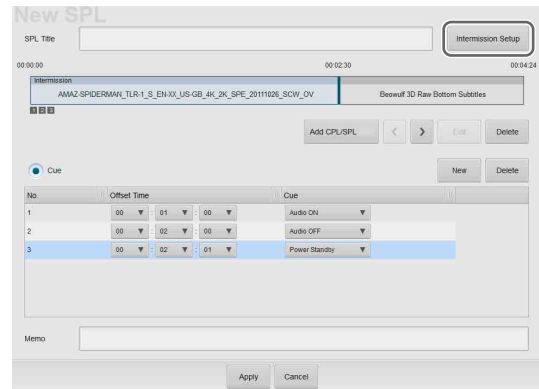 New SPL
SPL Title
Intermission Setup
00:00:00 00:02:30 00:04:24
Intermission
AMAZ-SPIDERMAN_TLR-1_S_EN-XX_US-GB_4K_2K_SPE_20111026_SCW_OV Beowulf 3D Raw Bottom Subtitles
1 2 3
Add CPL/SPL < > Edit Delete
Cue New Delete
No. Offset Time Cue
1 00 : 01 : 00 Audio ON
2 00 : 02 : 00 Audio OFF
3 00 : 02 : 01 Power Standby
Memo
Apply Cancel